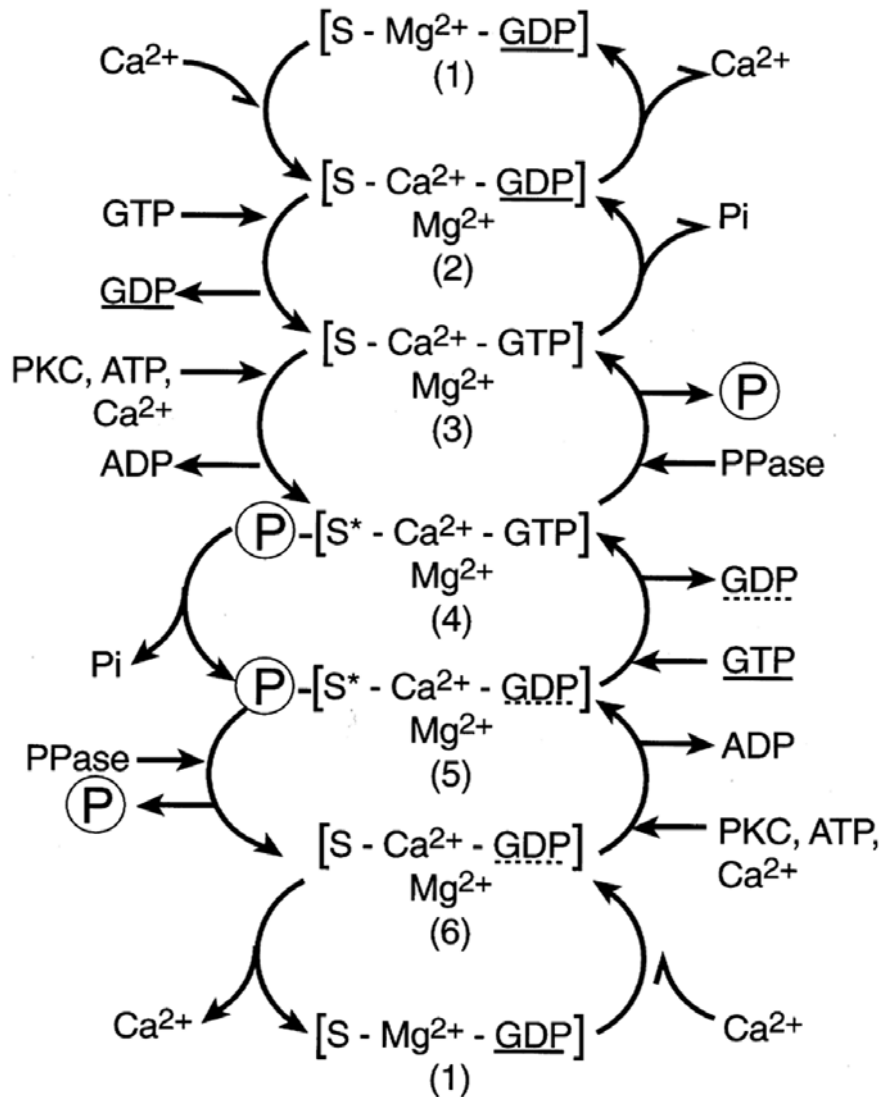 [S - Mg²⁺ - GDP]
Ca²⁺
(1)
Ca²⁺
[S - Ca²⁺ - GDP]
GTP
Mg²⁺
Pi
(2)
GDP
[S - Ca²⁺ - GTP]
PKC, ATP,
Ca²⁺
Mg²⁺
P
(3)
ADP
PPase
P-[S* - Ca²⁺ - GTP]
Mg²⁺
GDP
(4)
Pi
GTP
P-[S* - Ca²⁺ - GDP]
Mg²⁺
PPase
(5)
ADP
P
[S - Ca²⁺ - GDP]
PKC, ATP,
Ca²⁺
Mg²⁺
(6)
Ca²⁺
[S - Mg²⁺ - GDP]
Ca²⁺
(1)